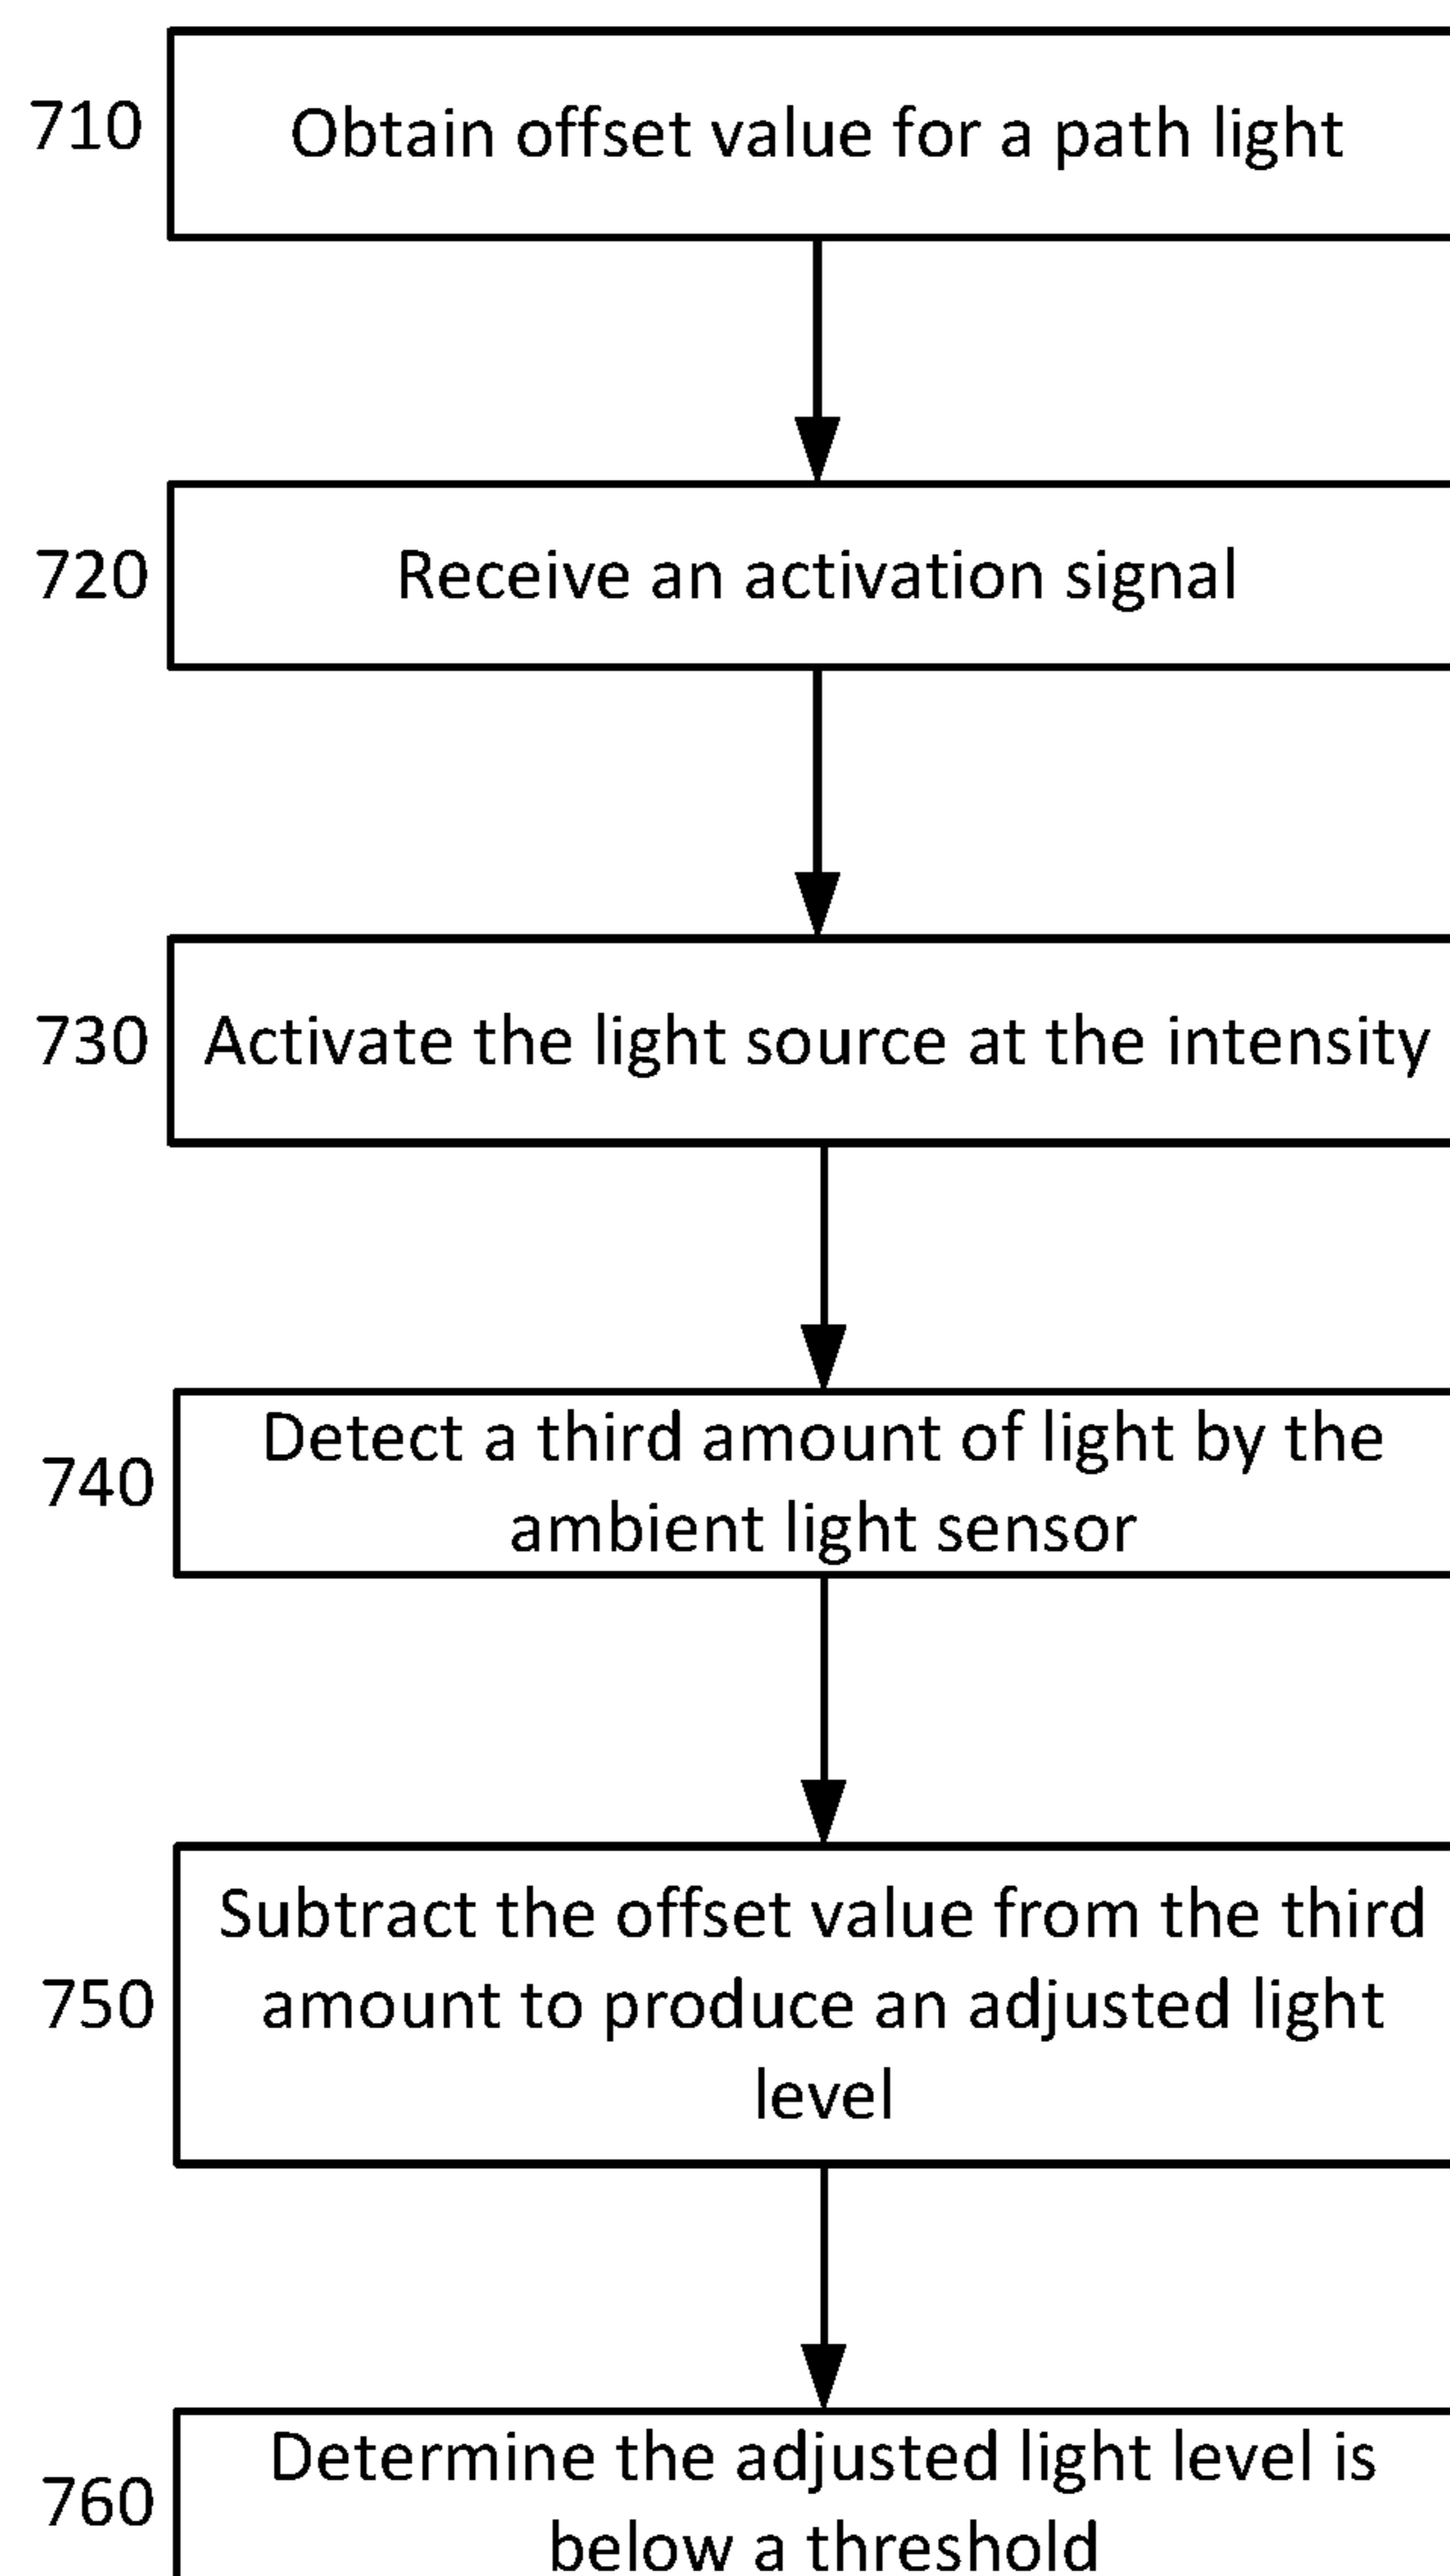 710
Obtain offset value for a path light
720
Receive an activation signal
730
Activate the light source at the intensity
740
Detect a third amount of light by the
ambient light sensor
750
Subtract the offset value from the third
amount to produce an adjusted light
level
760
Determine the adjusted light level is
below a threshold